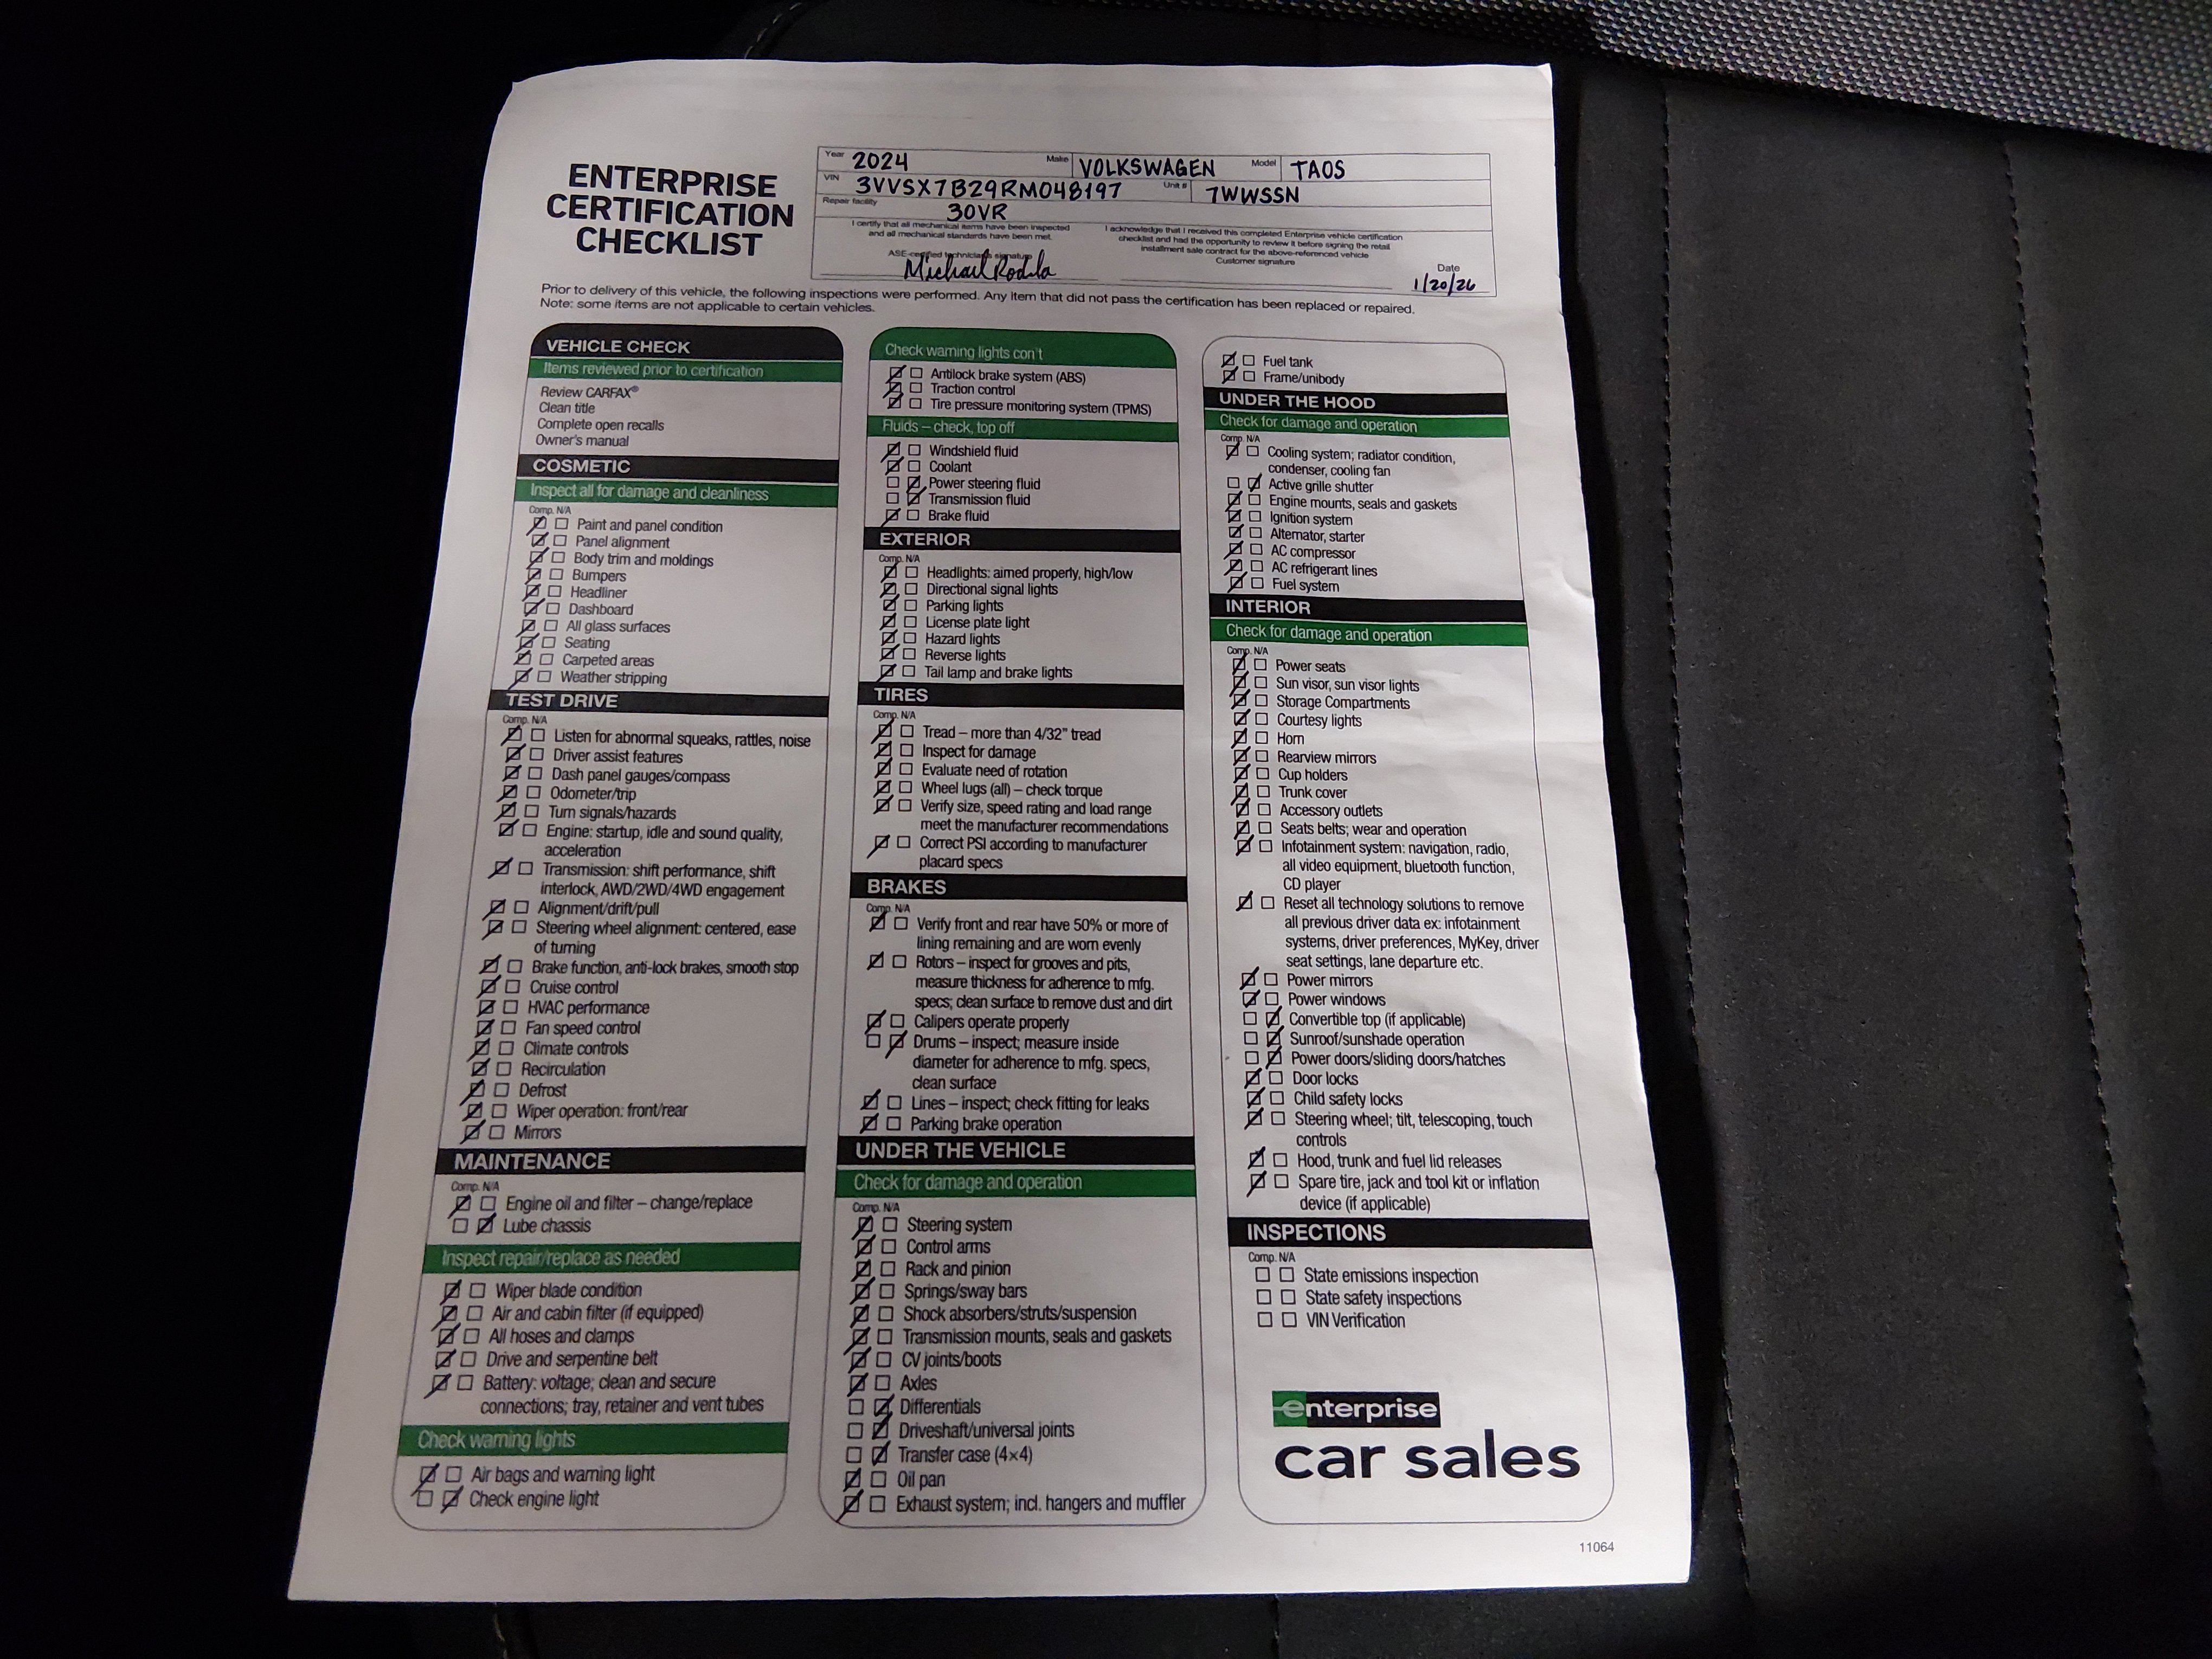 ENTERPRISE
CERTIFICATION
CHECKLIST
Year 2024 Make VOLKSWAGEN Model TAOS
VIN 3VVSX7B29RM048197 Unit # 7WWSSN
Repair facility 30VR
I certify that all mechanical items have been inspected
and all mechanical standards have been met.
ASE-certified technician's signature
Michael Rodula
I acknowledge that I received this completed Enterprise vehicle certification
checklist and had the opportunity to review it before signing the retail
installment sale contract for the above-referenced vehicle
Customer signature
Date
1/20/26
Prior to delivery of this vehicle, the following inspections were performed. Any item that did not pass the certification has been replaced or repaired.
Note: some items are not applicable to certain vehicles.
VEHICLE CHECK
Items reviewed prior to certification
Review CARFAX®
Clean title
Complete open recalls
Owner's manual
COSMETIC
Inspect all for damage and cleanliness
Comp. N/A
Paint and panel condition
Panel alignment
Body trim and moldings
Bumpers
Headliner
Dashboard
All glass surfaces
Seating
Carpeted areas
Weather stripping
TEST DRIVE
Comp. N/A
Listen for abnormal squeaks, rattles, noise
Driver assist features
Dash panel gauges/compass
Odometer/trip
Turn signals/hazards
Engine: startup, idle and sound quality,
acceleration
Transmission: shift performance, shift
interlock, AWD/2WD/4WD engagement
Alignment/drift/pull
Steering wheel alignment: centered, ease
of turning
Brake function, anti-lock brakes, smooth stop
Cruise control
HVAC performance
Fan speed control
Climate controls
Recirculation
Defrost
Wiper operation: front/rear
Mirrors
MAINTENANCE
Comp. N/A
Engine oil and filter – change/replace
Lube chassis
Inspect repair/replace as needed
Wiper blade condition
Air and cabin filter (if equipped)
All hoses and clamps
Drive and serpentine belt
Battery: voltage; clean and secure
connections; tray, retainer and vent tubes
Check warning lights
Air bags and warning light
Check engine light
Check warning lights con't
Antilock brake system (ABS)
Traction control
Tire pressure monitoring system (TPMS)
Fluids – check, top off
Windshield fluid
Coolant
Power steering fluid
Transmission fluid
Brake fluid
EXTERIOR
Comp. N/A
Headlights: aimed properly, high/low
Directional signal lights
Parking lights
License plate light
Hazard lights
Reverse lights
Tail lamp and brake lights
TIRES
Comp. N/A
Tread – more than 4/32" tread
Inspect for damage
Evaluate need of rotation
Wheel lugs (all) – check torque
Verify size, speed rating and load range
meet the manufacturer recommendations
Correct PSI according to manufacturer
placard specs
BRAKES
Comp. N/A
Verify front and rear have 50% or more of
lining remaining and are worn evenly
Rotors – inspect for grooves and pits,
measure thickness for adherence to mfg.
specs; clean surface to remove dust and dirt
Calipers operate properly
Drums – inspect; measure inside
diameter for adherence to mfg. specs,
clean surface
Lines – inspect; check fitting for leaks
Parking brake operation
UNDER THE VEHICLE
Check for damage and operation
Comp. N/A
Steering system
Control arms
Rack and pinion
Springs/sway bars
Shock absorbers/struts/suspension
Transmission mounts, seals and gaskets
CV joints/boots
Axles
Differentials
Driveshaft/universal joints
Transfer case (4×4)
Oil pan
Exhaust system; incl. hangers and muffler
Fuel tank
Frame/unibody
UNDER THE HOOD
Check for damage and operation
Comp. N/A
Cooling system; radiator condition,
condenser, cooling fan
Active grille shutter
Engine mounts, seals and gaskets
Ignition system
Alternator, starter
AC compressor
AC refrigerant lines
Fuel system
INTERIOR
Check for damage and operation
Comp. N/A
Power seats
Sun visor, sun visor lights
Storage Compartments
Courtesy lights
Horn
Rearview mirrors
Cup holders
Trunk cover
Accessory outlets
Seats belts; wear and operation
Infotainment system: navigation, radio,
all video equipment, bluetooth function,
CD player
Reset all technology solutions to remove
all previous driver data ex: infotainment
systems, driver preferences, MyKey, driver
seat settings, lane departure etc.
Power mirrors
Power windows
Convertible top (if applicable)
Sunroof/sunshade operation
Power doors/sliding doors/hatches
Door locks
Child safety locks
Steering wheel; tilt, telescoping, touch
controls
Hood, trunk and fuel lid releases
Spare tire, jack and tool kit or inflation
device (if applicable)
INSPECTIONS
Comp. N/A
State emissions inspection
State safety inspections
VIN Verification
enterprise
car sales
11064